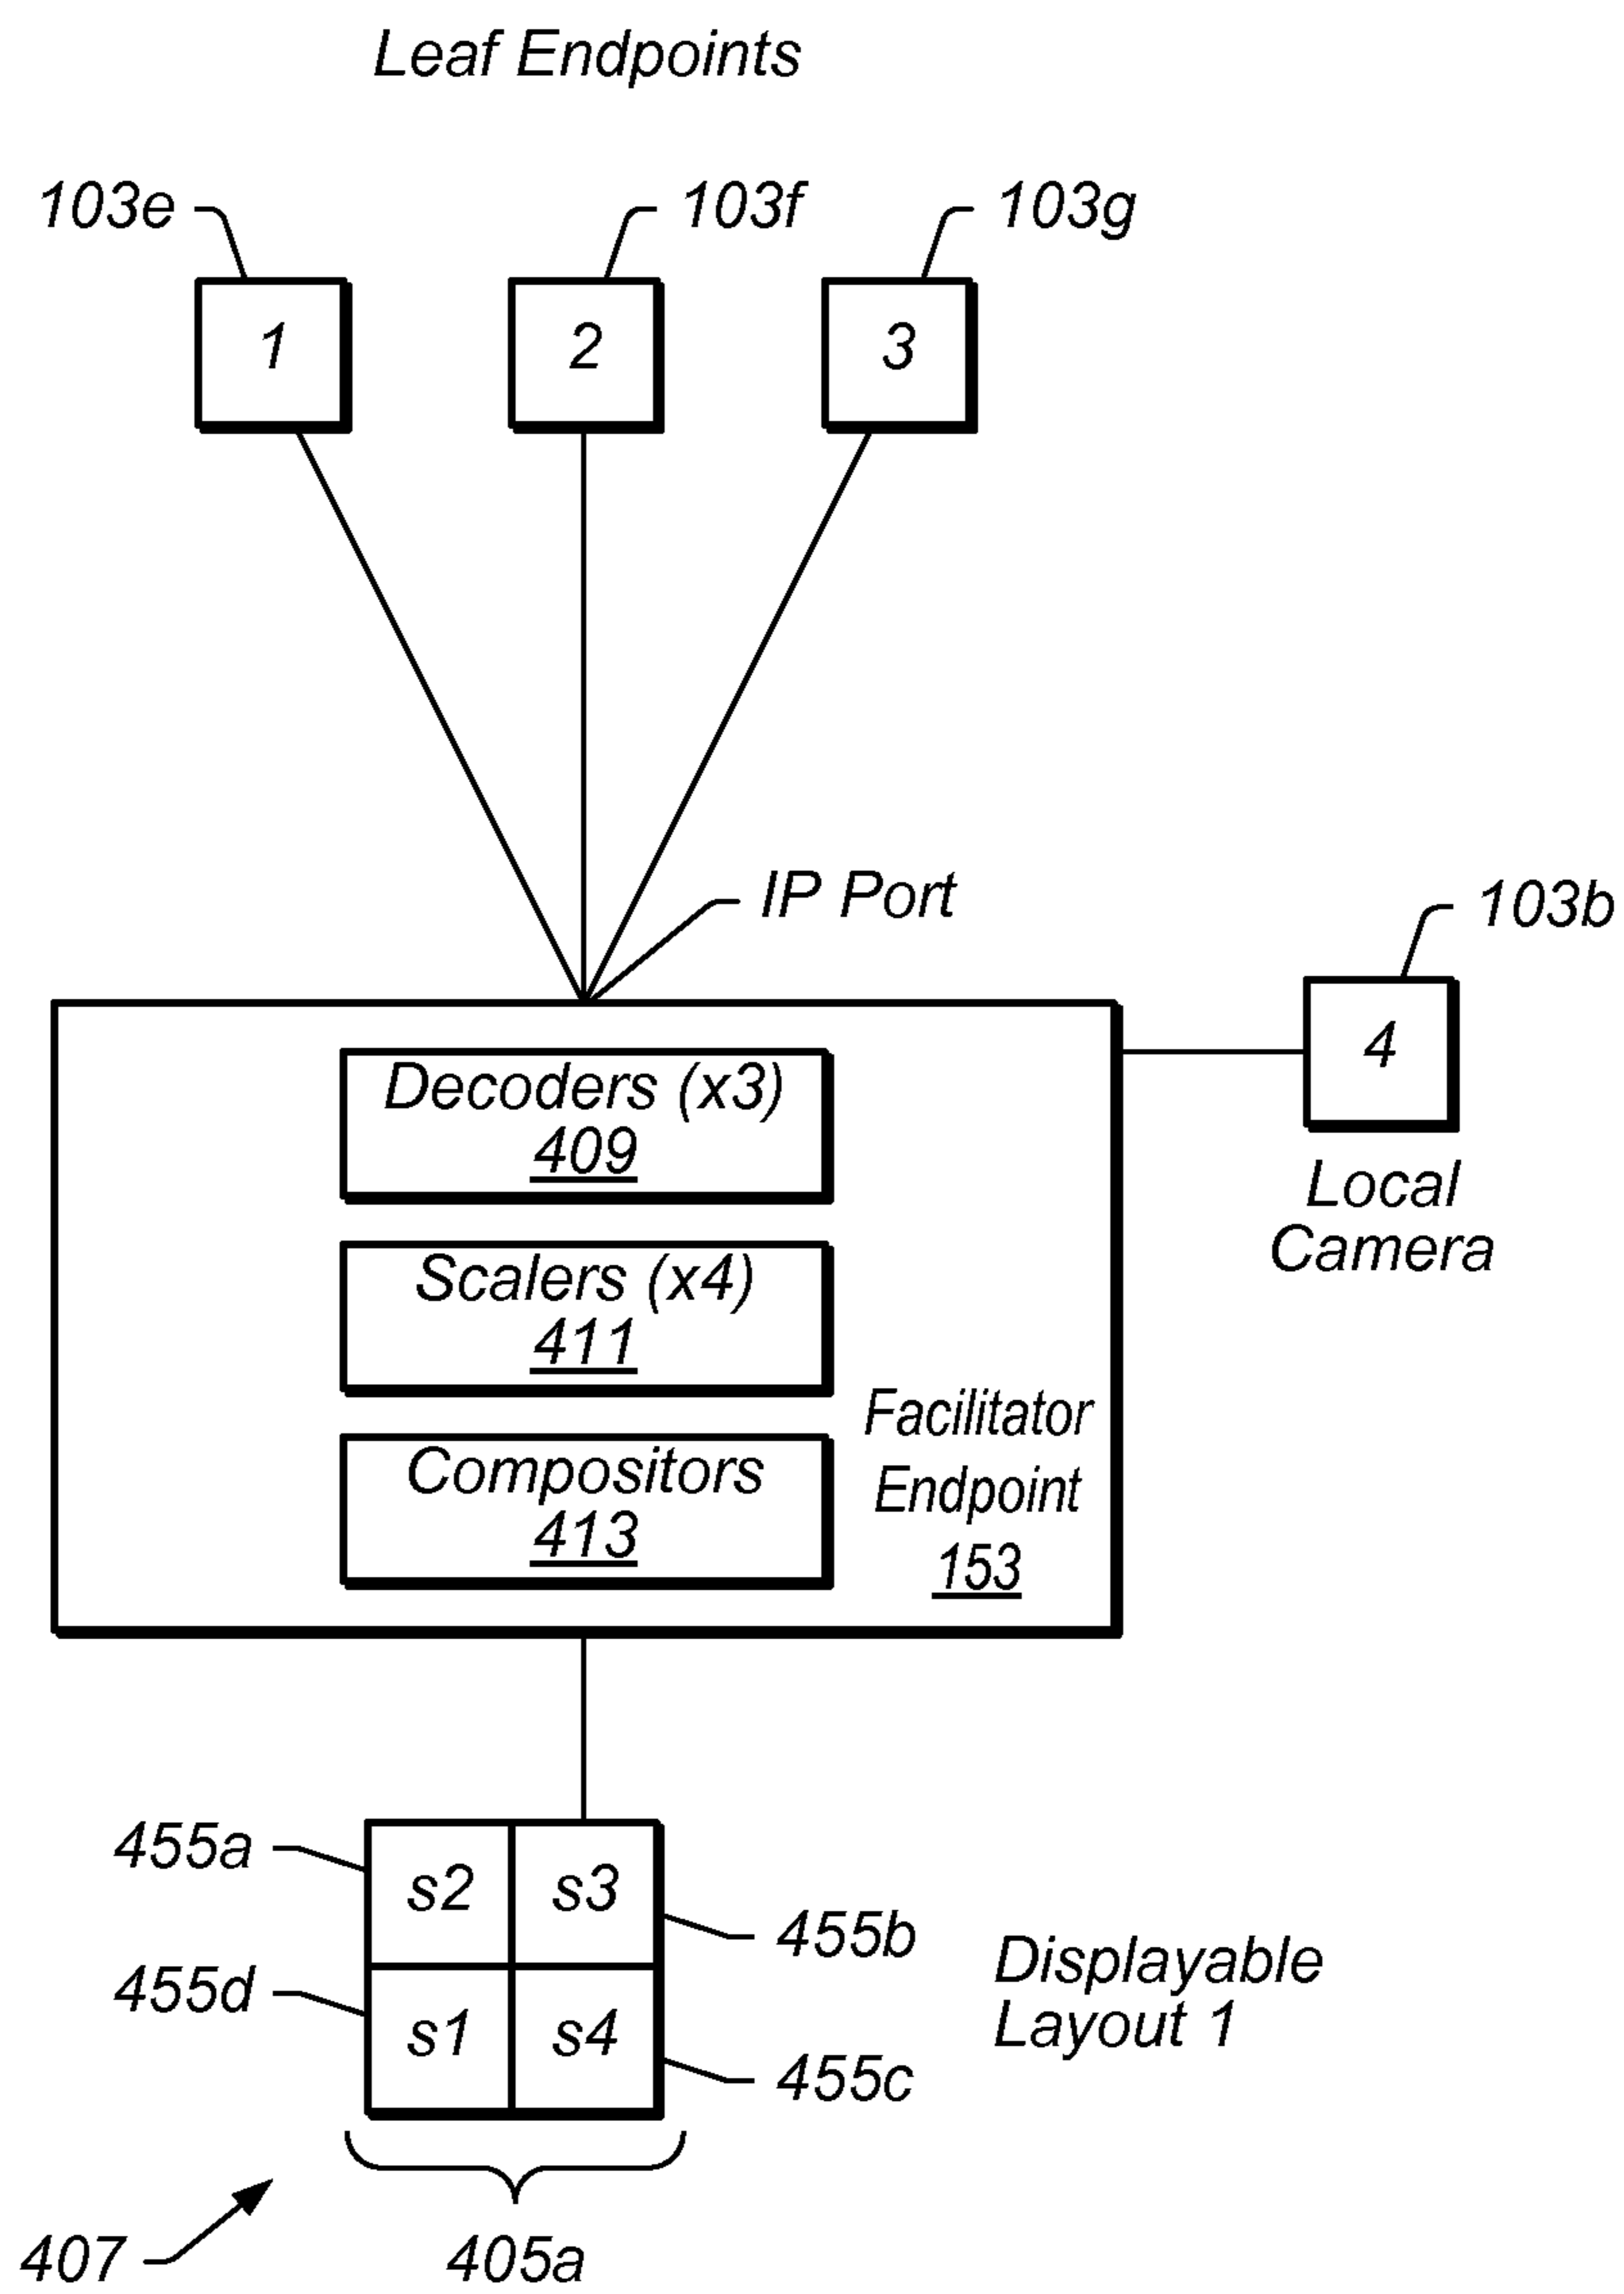 Leaf Endpoints
103e
103f
103g
1
2
3
IP Port
103b
4
Local
Camera
Decoders (x3)
409
Scalers (x4)
411
Compositors
413
Facilitator
Endpoint
153
455a
s2
s3
455b
455d
s1
s4
455c
Displayable
Layout 1
407
405a